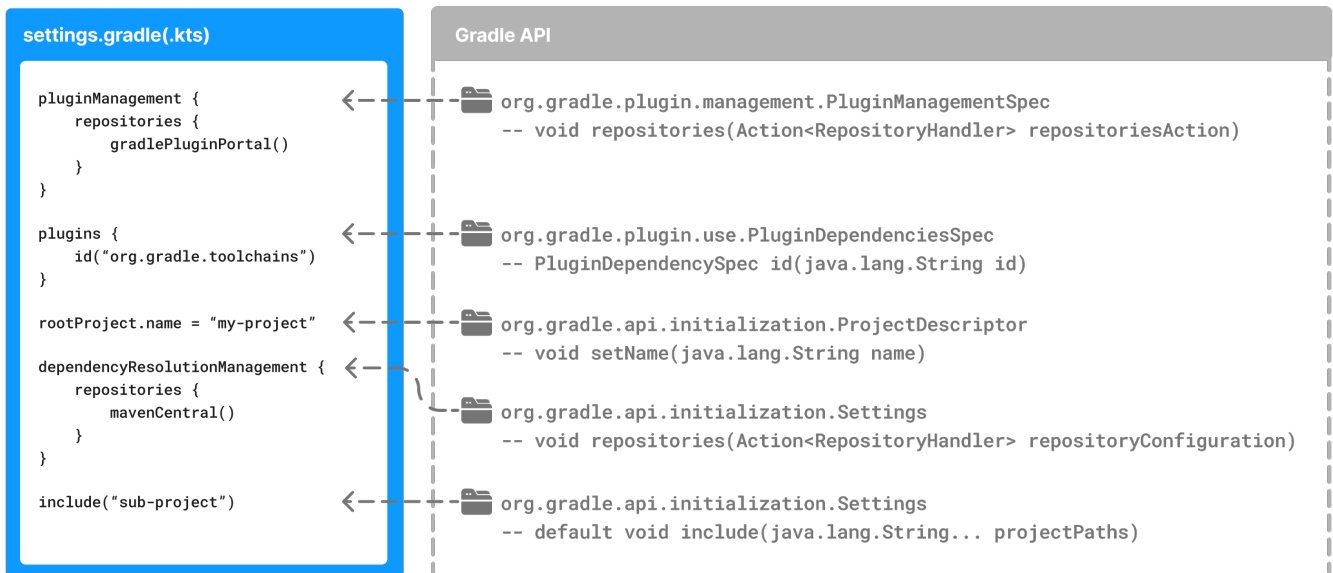 settings.gradle(.kts)
pluginManagement {
    repositories {
        gradlePluginPortal()
    }
}
plugins {
    id(“org.gradle.toolchains”)
}
rootProject.name = “my-project”
dependencyResolutionManagement {
    repositories {
        mavenCentral()
    }
}
include(“sub-project”)
Gradle API
org.gradle.plugin.management.PluginManagementSpec
-- void repositories(Action<RepositoryHandler> repositoriesAction)
org.gradle.plugin.use.PluginDependenciesSpec
-- PluginDependencySpec id(java.lang.String id)
org.gradle.api.initialization.ProjectDescriptor
-- void setName(java.lang.String name)
org.gradle.api.initialization.Settings
-- void repositories(Action<RepositoryHandler> repositoryConfiguration)
org.gradle.api.initialization.Settings
-- default void include(java.lang.String... projectPaths)